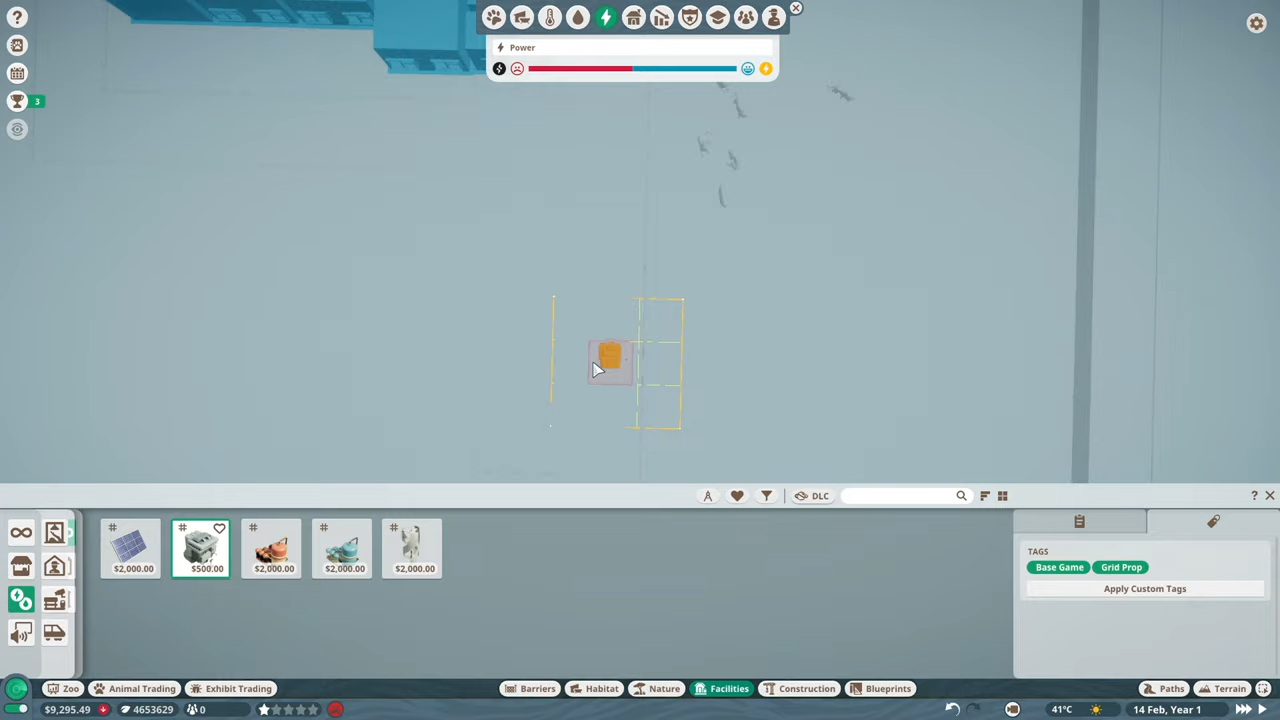 ?
3
Power
DLC
?
$2,000.00
$500.00
$2,000.00
$2,000.00
$2,000.00
TAGS
Base Game
Grid Prop
Apply Custom Tags
Zoo
Animal Trading
Exhibit Trading
Barriers
Habitat
Nature
Facilities
Construction
Blueprints
Paths
Terrain
$9,295.49
4653629
0
41°C
14 Feb, Year 1